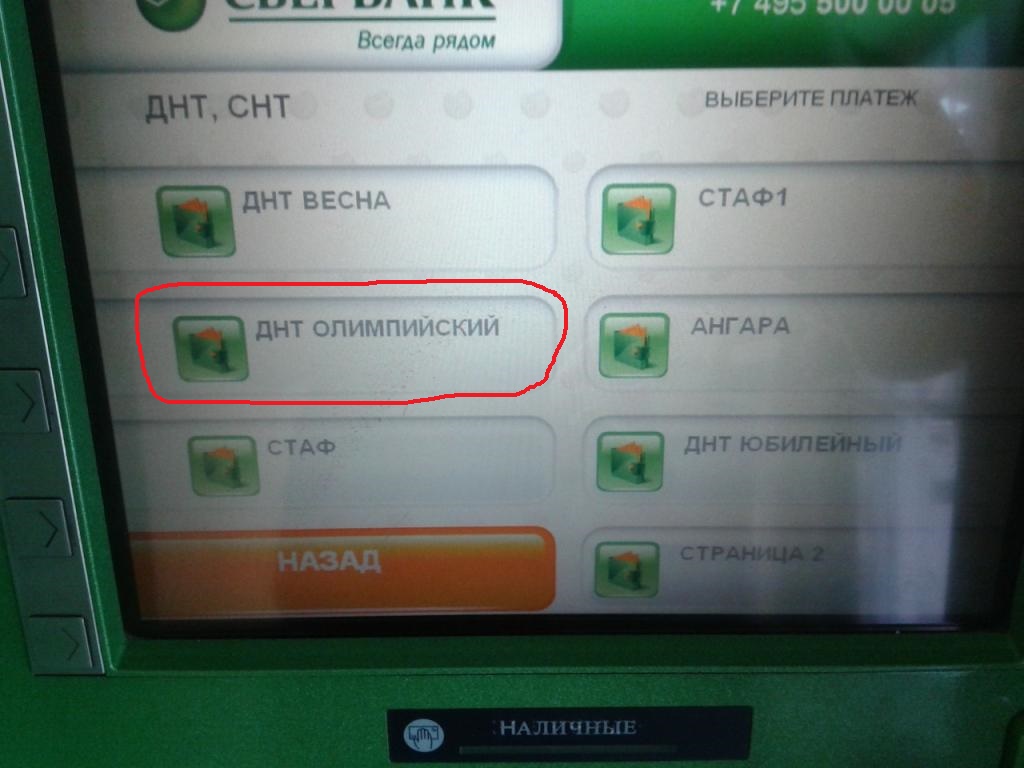 СБЕРБАНК
Всегда рядом
+7 495 500 00 05
ДНТ, СНТ
ВЫБЕРИТЕ ПЛАТЕЖ
ДНТ ВЕСНА
СТАФ1
ДНТ ОЛИМПИЙСКИЙ
АНГАРА
СТАФ
ДНТ ЮБИЛЕЙНЫЙ
НАЗАД
СТРАНИЦА 2
НАЛИЧНЫЕ